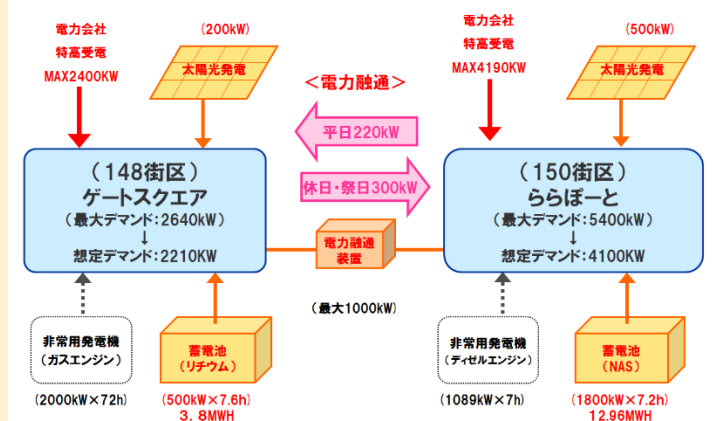 電力会社
特高受電
MAX2400KW
(200kW)
太陽光発電
＜電力融通＞
平日220kW
休日・祭日300kW
電力会社
特高受電
MAX4190KW
(500kW)
太陽光発電
（148街区）
ゲートスクエア
（最大デマンド：2640kW）
↓
想定デマンド：2210KW
電力融通
装置
（最大1000kW）
（150街区）
ららぽーと
（最大デマンド：5400kW）
↓
想定デマンド：4100KW
非常用発電機
（ガスエンジン）
(2000kW×72h)
蓄電池
（リチウム）
(500kW×7.6h)
3．8MWH
非常用発電機
（ディゼルエンジン）
(1089kW×7h)
蓄電池
（NAS）
(1800kW×7.2h)
12.96MWH